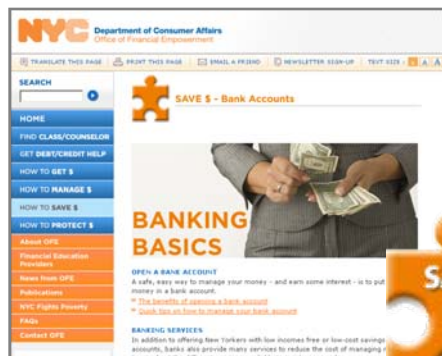 NYC Department of Consumer Affairs
Office of Financial Empowerment
TRANSLATE THIS PAGE PRINT THIS PAGE EMAIL A FRIEND NEWSLETTER SIGN-UP TEXT SIZE: A A A
SEARCH
SAVE $ - Bank Accounts
HOME
FIND CLASS/COUNSELOR
GET DEBT/CREDIT HELP
HOW TO GET $
HOW TO MANAGE $
HOW TO SAVE $
HOW TO PROTECT $
About OFE
Financial Education
Providers
News from OFE
Publications
NYC Fights Poverty
FAQs
Contact OFE
BANKING
BASICS
OPEN A BANK ACCOUNT
A safe, easy way to manage your money - and earn some interest - is to put
money in a bank account.
The benefits of opening a bank account
Quick tips on how to manage your bank account
BANKING SERVICES
In addition to offering New Yorkers with low incomes free or low-cost savings
accounts, banks also provide many services to reduce the cost of managing
S